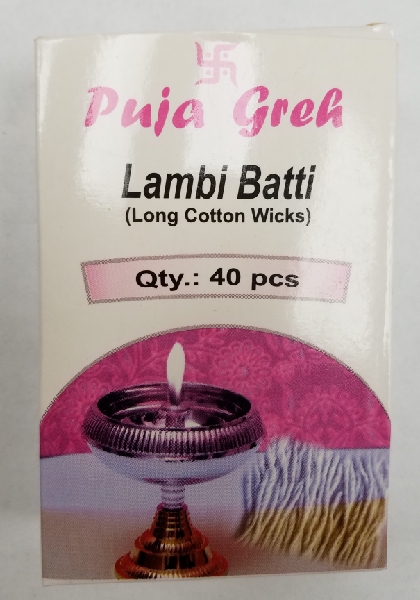 Puja Greh
Lambi Batti
(Long Cotton Wicks)
Qty.: 40 pcs